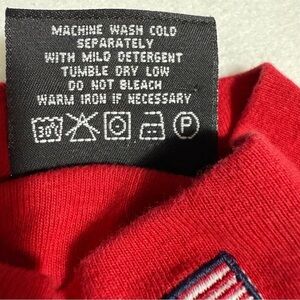 MACHINE WASH COLD
SEPARATELY
WITH MILD DETERGENT
TUMBLE DRY LOW
DO NOT BLEACH
WARM IRON IF NECESSARY
30° P